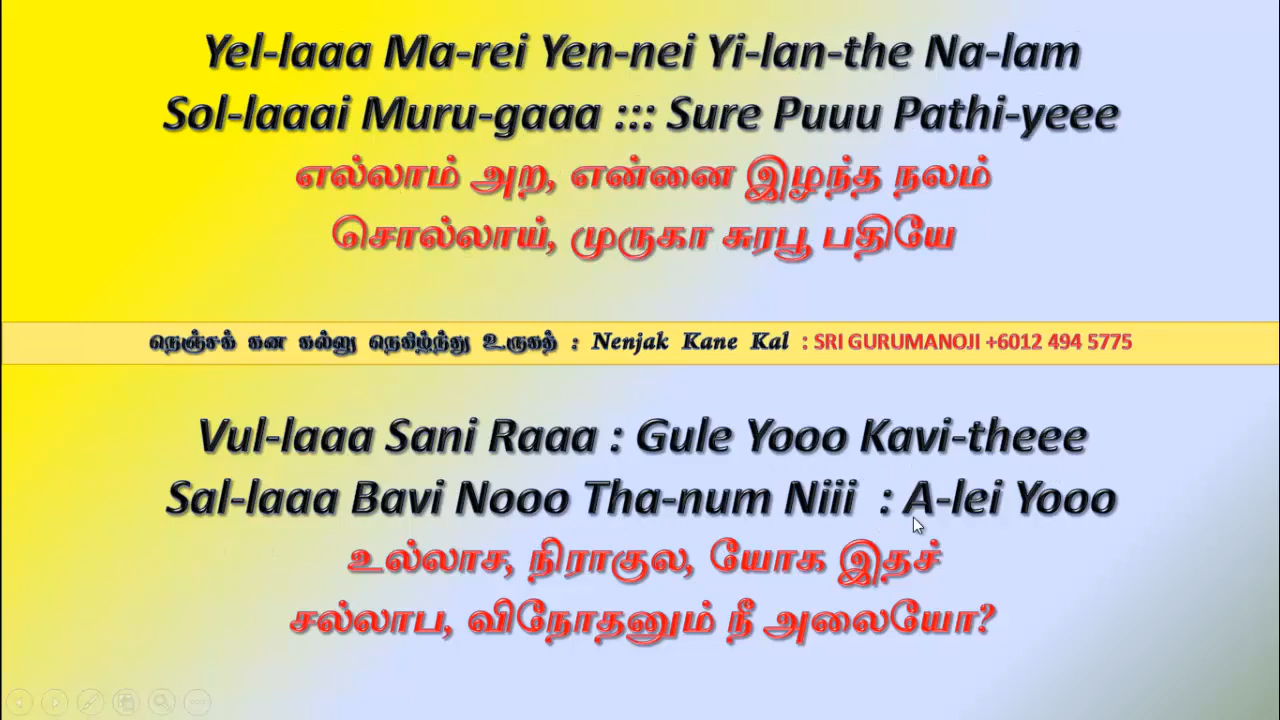 Yel-laaa Ma-rei Yen-nei Yi-lan-the Na-lam
Sol-laaai Muru-gaaa ::: Sure Puuu Pathi-yeee
எல்லாம் அற, என்னை இழந்த நலம்
சொல்லாய், முருகா சுரபூ பதியே
நெஞ்சக் கன கல்லு நெகிழ்ந்து உருகத் : Nenjak Kane Kal : SRI GURUMANOJI +6012 494 5775
Vul-laaa Sani Raaa : Gule Yooo Kavi-theee
Sal-laaa Bavi Nooo Tha-num Niii : A-lei Yooo
உல்லாச, நிராகுல, யோக இதச்
சல்லாப, விநோதனும் நீ அலையோ?